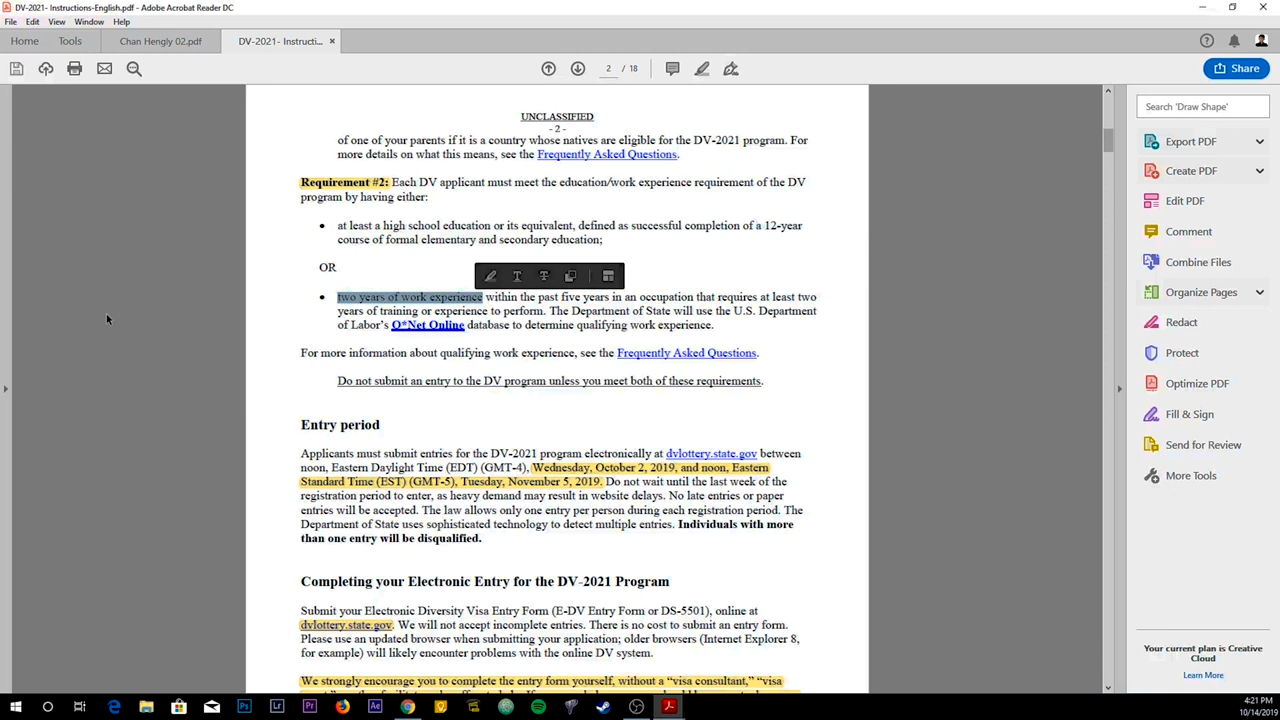 DV-2021- Instructions-English.pdf - Adobe Acrobat Reader DC
File Edit View Window Help
Home Tools Chan Hengly 02.pdf DV-2021- Instructi... ×
2 / 18
Share
UNCLASSIFIED
- 2 -
of one of your parents if it is a country whose natives are eligible for the DV-2021 program. For
more details on what this means, see the Frequently Asked Questions.
Requirement #2: Each DV applicant must meet the education/work experience requirement of the DV
program by having either:
• at least a high school education or its equivalent, defined as successful completion of a 12-year
course of formal elementary and secondary education;
OR
• two years of work experience within the past five years in an occupation that requires at least two
years of training or experience to perform. The Department of State will use the U.S. Department
of Labor’s O*Net Online database to determine qualifying work experience.
For more information about qualifying work experience, see the Frequently Asked Questions.
Do not submit an entry to the DV program unless you meet both of these requirements.
Entry period
Applicants must submit entries for the DV-2021 program electronically at dvlottery.state.gov between
noon, Eastern Daylight Time (EDT) (GMT-4), Wednesday, October 2, 2019, and noon, Eastern
Standard Time (EST) (GMT-5), Tuesday, November 5, 2019. Do not wait until the last week of the
registration period to enter, as heavy demand may result in website delays. No late entries or paper
entries will be accepted. The law allows only one entry per person during each registration period. The
Department of State uses sophisticated technology to detect multiple entries. Individuals with more
than one entry will be disqualified.
Completing your Electronic Entry for the DV-2021 Program
Submit your Electronic Diversity Visa Entry Form (E-DV Entry Form or DS-5501), online at
dvlottery.state.gov. We will not accept incomplete entries. There is no cost to submit an entry form.
Please use an updated browser when submitting your application; older browsers (Internet Explorer 8,
for example) will likely encounter problems with the online DV system.
We strongly encourage you to complete the entry form yourself, without a “visa consultant,” “visa
Search 'Draw Shape'
Export PDF
Create PDF
Edit PDF
Comment
Combine Files
Organize Pages
Redact
Protect
Optimize PDF
Fill & Sign
Send for Review
More Tools
Your current plan is Creative
Cloud
Learn More
Ps Lr Pr Ae
4:21 PM
10/14/2019